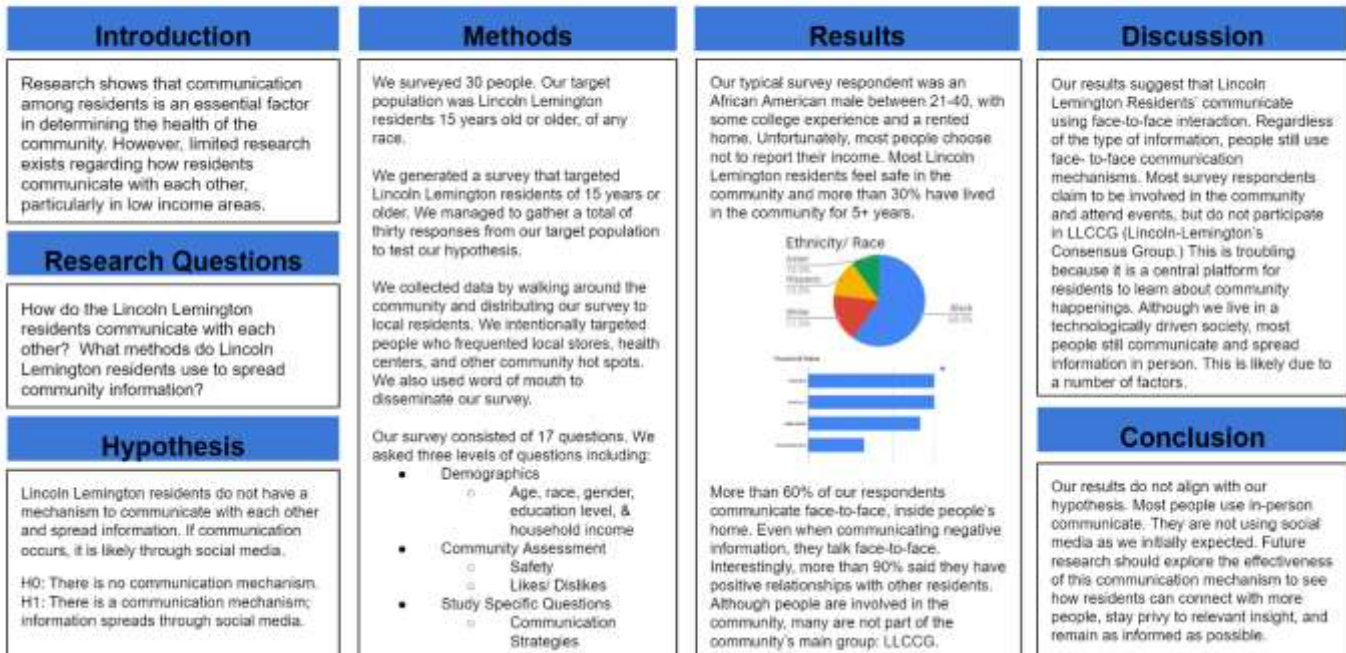 Introduction
Research shows that communication
among residents is an essential factor
in determining the health of the
community. However, limited research
exists regarding how residents
communicate with each other,
particularly in low income areas.
Research Questions
How do the Lincoln Lemington
residents communicate with each
other? What methods do Lincoln
Lemington residents use to spread
community information?
Hypothesis
Lincoln Lemington residents do not have a
mechanism to communicate with each other
and spread information. If communication
occurs, it is likely through social media.
H0: There is no communication mechanism.
H1: There is a communication mechanism;
information spreads through social media.
Methods
We surveyed 30 people. Our target
population was Lincoln Lemington
residents 15 years old or older, of any
race.
We generated a survey that targeted
Lincoln Lemington residents of 15 years or
older. We managed to gather a total of
thirty responses from our target population
to test our hypothesis.
We collected data by walking around the
community and distributing our survey to
local residents. We intentionally targeted
people who frequented local stores, health
centers, and other community hot spots.
We also used word of mouth to
disseminate our survey.
Our survey consisted of 17 questions. We
asked three levels of questions including:
● Demographics
○ Age, race, gender,
education level, &
household income
● Community Assessment
○ Safety
○ Likes/ Dislikes
● Study Specific Questions
○ Communication
Strategies
Results
Our typical survey respondent was an
African American male between 21-40, with
some college experience and a rented
home. Unfortunately, most people choose
not to report their income. Most Lincoln
Lemington residents feel safe in the
community and more than 30% have lived
in the community for 5+ years.
Ethnicity/ Race
Asian
Hispanic
White
Black
More than 60% of our respondents
communicate face-to-face, inside people's
home. Even when communicating negative
information, they talk face-to-face.
Interestingly, more than 90% said they have
positive relationships with other residents.
Although people are involved in the
community, many are not part of the
community's main group: LLCCG.
Discussion
Our results suggest that Lincoln
Lemington Residents' communicate
using face-to-face interaction. Regardless
of the type of information, people still use
face- to-face communication
mechanisms. Most survey respondents
claim to be involved in the community
and attend events, but do not participate
in LLCCG (Lincoln-Lemington's
Consensus Group.) This is troubling
because it is a central platform for
residents to learn about community
happenings. Although we live in a
technologically driven society, most
people still communicate and spread
information in person. This is likely due to
a number of factors.
Conclusion
Our results do not align with our
hypothesis. Most people use in-person
communicate. They are not using social
media as we initially expected. Future
research should explore the effectiveness
of this communication mechanism to see
how residents can connect with more
people, stay privy to relevant insight, and
remain as informed as possible.